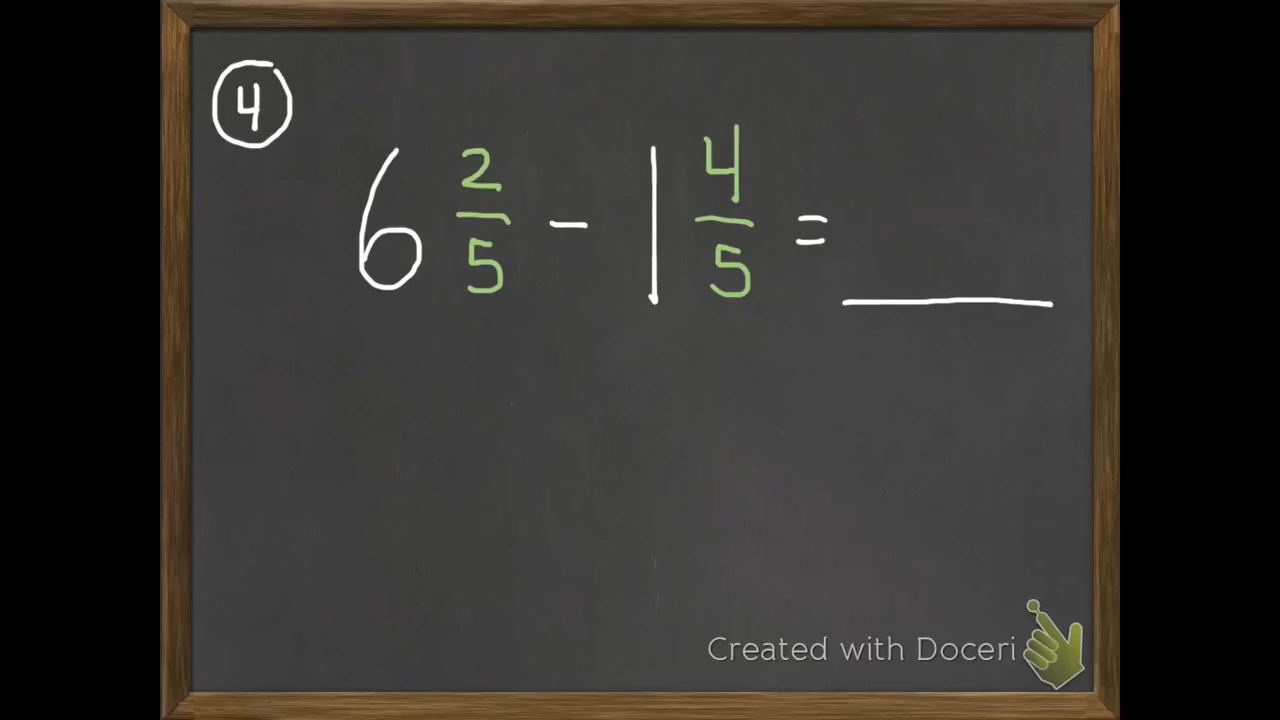 4
6 2/5 - 1 4/5 = ____
Created with Doceri